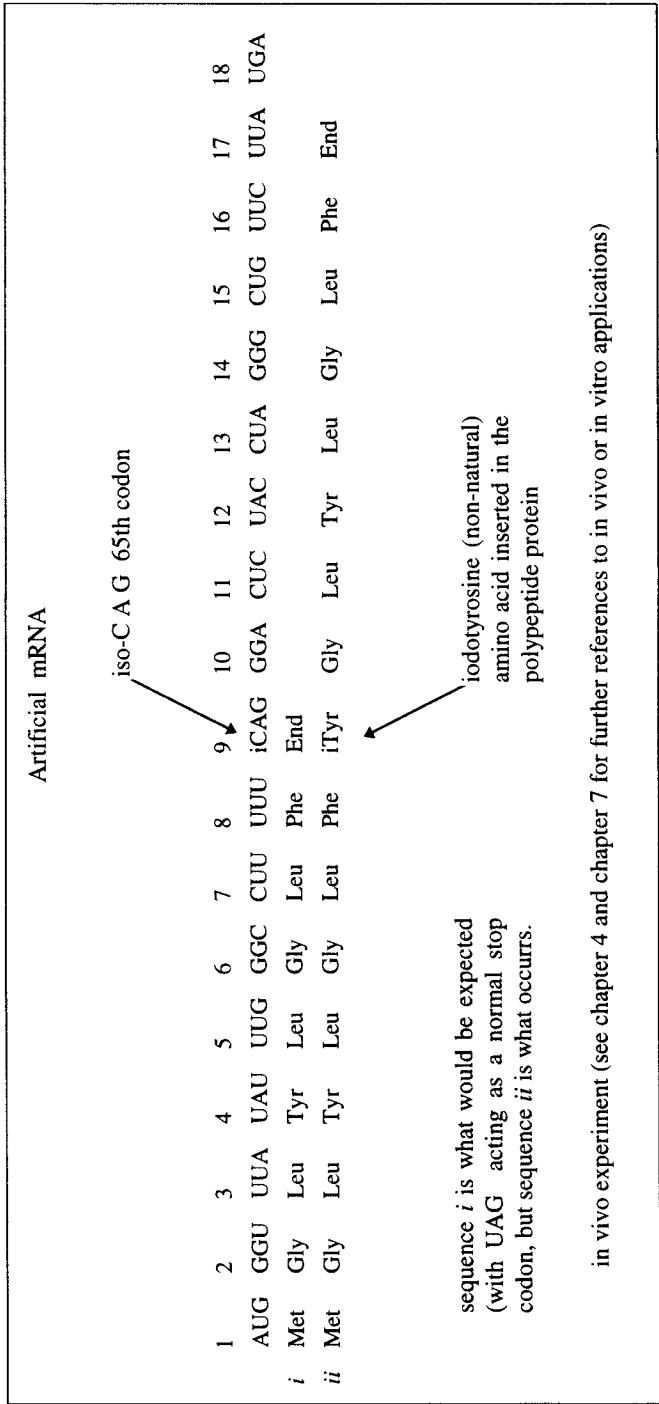 Artificial mRNA
iso-C A G 65th codon
1 2 3 4 5 6 7 8 9 10 11 12 13 14 15 16 17 18
AUG GGU UUA UAU UUG GGC CUU UUU iCAG GGA CUC UAC CUA GGG CUG UUC UUA UGA
i Met Gly Leu Tyr Leu Gly Leu Phe End
ii Met Gly Leu Tyr Leu Gly Leu Phe iTyr Gly Leu Tyr Leu Gly Leu Phe End
iodotyrosine (non-natural)
amino acid inserted in the
polypeptide protein
sequence i is what would be expected
(with UAG acting as a normal stop
codon, but sequence ii is what occurrs.
in vivo experiment (see chapter 4 and chapter 7 for further references to in vivo or in vitro applications)